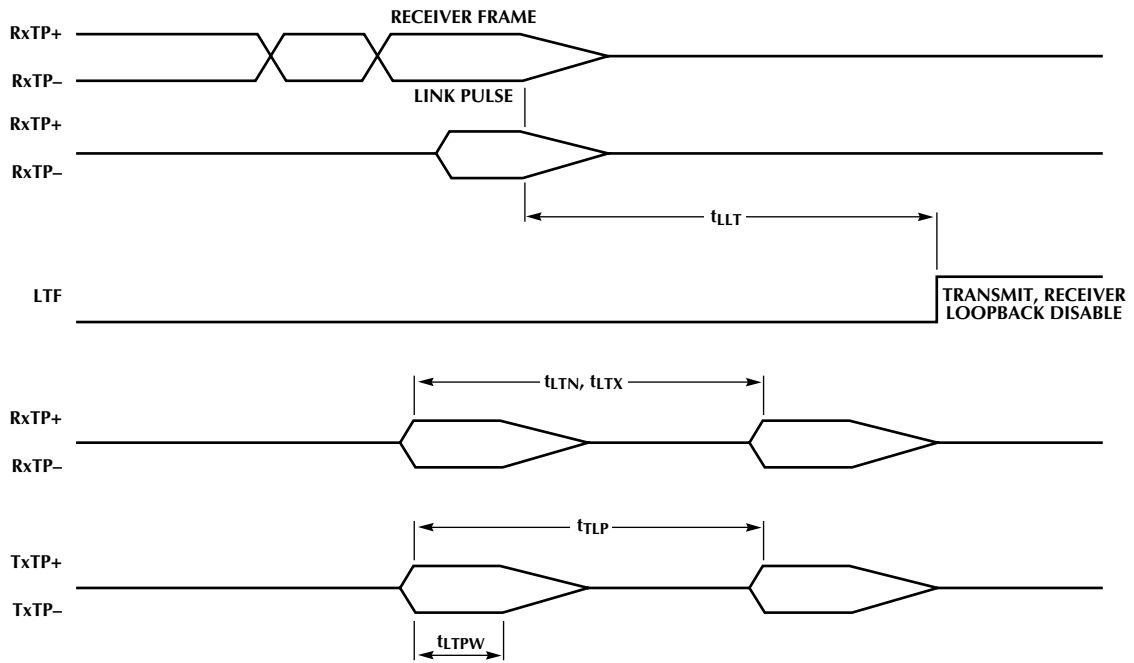 RECEIVER FRAME
RxTP+
RxTP–
LINK PULSE
RxTP+
RxTP–
tLLT
LTF
TRANSMIT, RECEIVER
LOOPBACK DISABLE
tLTN, tLTX
RxTP+
RxTP–
tTLP
TxTP+
TxTP–
tLTPW